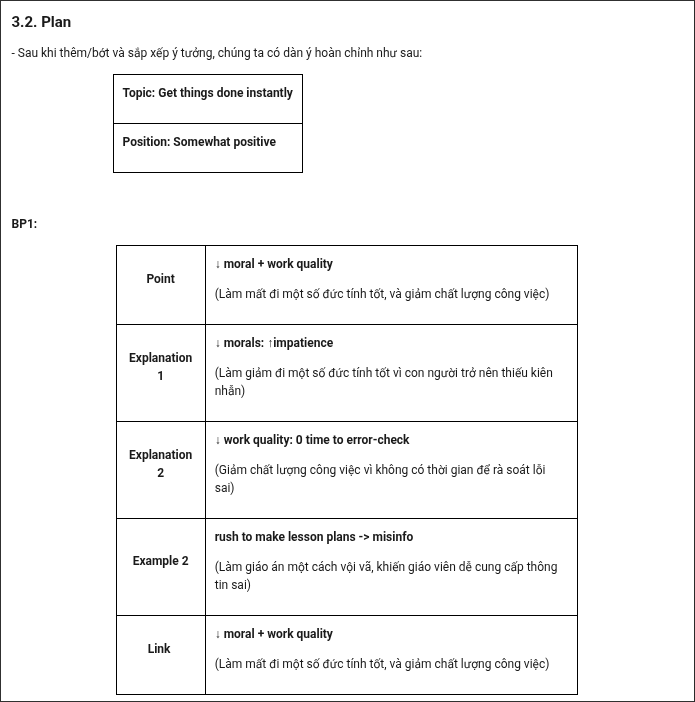 3.2. Plan
- Sau khi thêm/bớt và sắp xếp ý tưởng, chúng ta có dàn ý hoàn chỉnh như sau:
Topic: Get things done instantly
Position: Somewhat positive
BP1:
Point
↓ moral + work quality
(Làm mất đi một số đức tính tốt, và giảm chất lượng công việc)
Explanation
1
↓ morals: ↑impatience
(Làm giảm đi một số đức tính tốt vì con người trở nên thiếu kiên
nhẫn)
Explanation
2
↓ work quality: 0 time to error-check
(Giảm chất lượng công việc vì không có thời gian để rà soát lỗi
sai)
Example 2
rush to make lesson plans -> misinfo
(Làm giáo án một cách vội vã, khiến giáo viên dễ cung cấp thông
tin sai)
Link
↓ moral + work quality
(Làm mất đi một số đức tính tốt, và giảm chất lượng công việc)